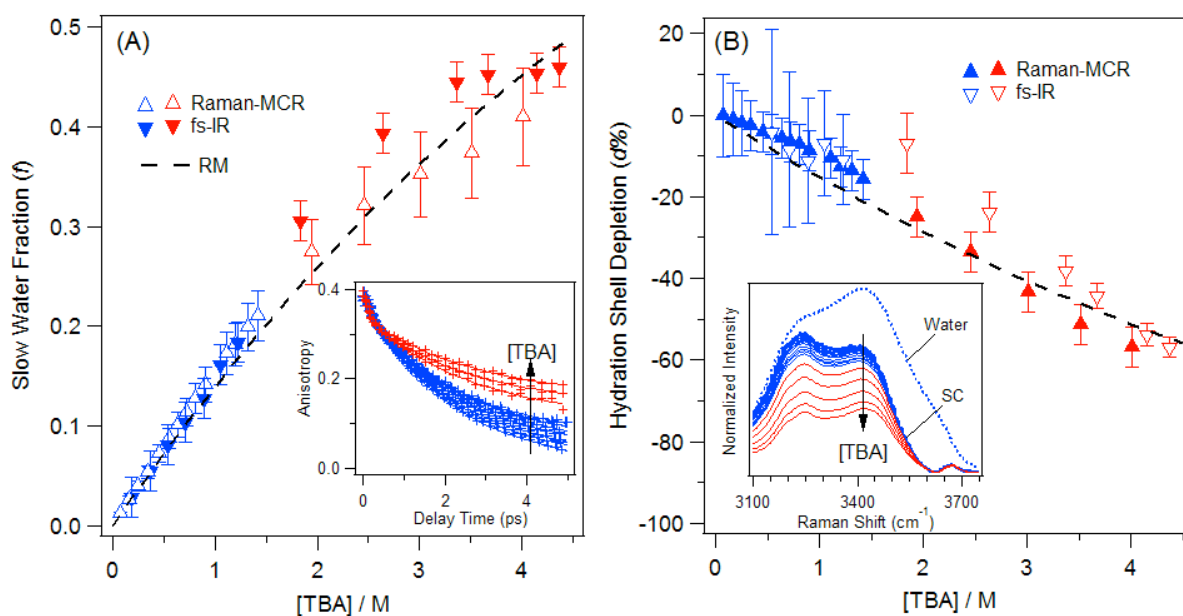 (A)
Slow Water Fraction (f)
0.5
0.4
0.3
0.2
0.1
0.0
Raman-MCR
fs-IR
RM
Anisotropy
0.4
0.2
0.0
[TBA]
0 2 4
Delay Time (ps)
0 1 2 3 4
[TBA] / M
(B)
Hydration Shell Depletion (d%)
20
0
-20
-40
-60
-80
-100
Raman-MCR
fs-IR
Normalized Intensity
Water
SC
[TBA]
3100 3400 3700
Raman Shift (cm⁻¹)
0 1 2 3 4
[TBA] / M